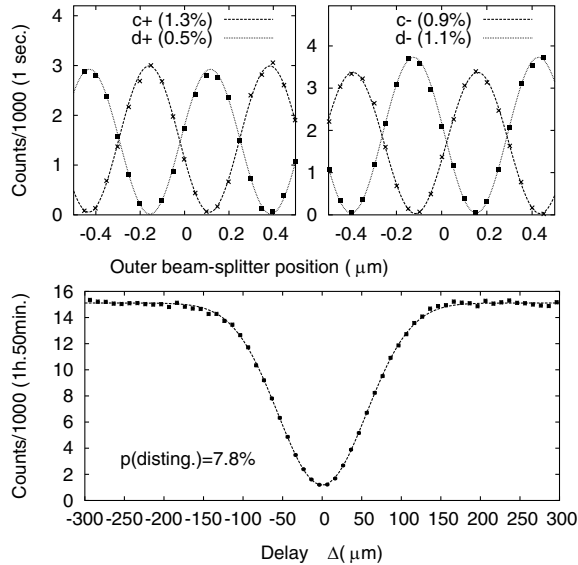 c+ (1.3%)
d+ (0.5%)
c- (0.9%)
d- (1.1%)
Counts/1000 (1 sec.)
3
2
1
0
4
3
2
1
0
-0.4 -0.2 0 0.2 0.4
-0.4 -0.2 0 0.2 0.4
Outer beam-splitter position ( μm)
Counts/1000 (1h.50min.)
16
14
12
10
8
6
4
2
0
p(disting.)=7.8%
-300 -250 -200 -150 -100 -50 0 50 100 150 200 250 300
Delay Δ( μm)